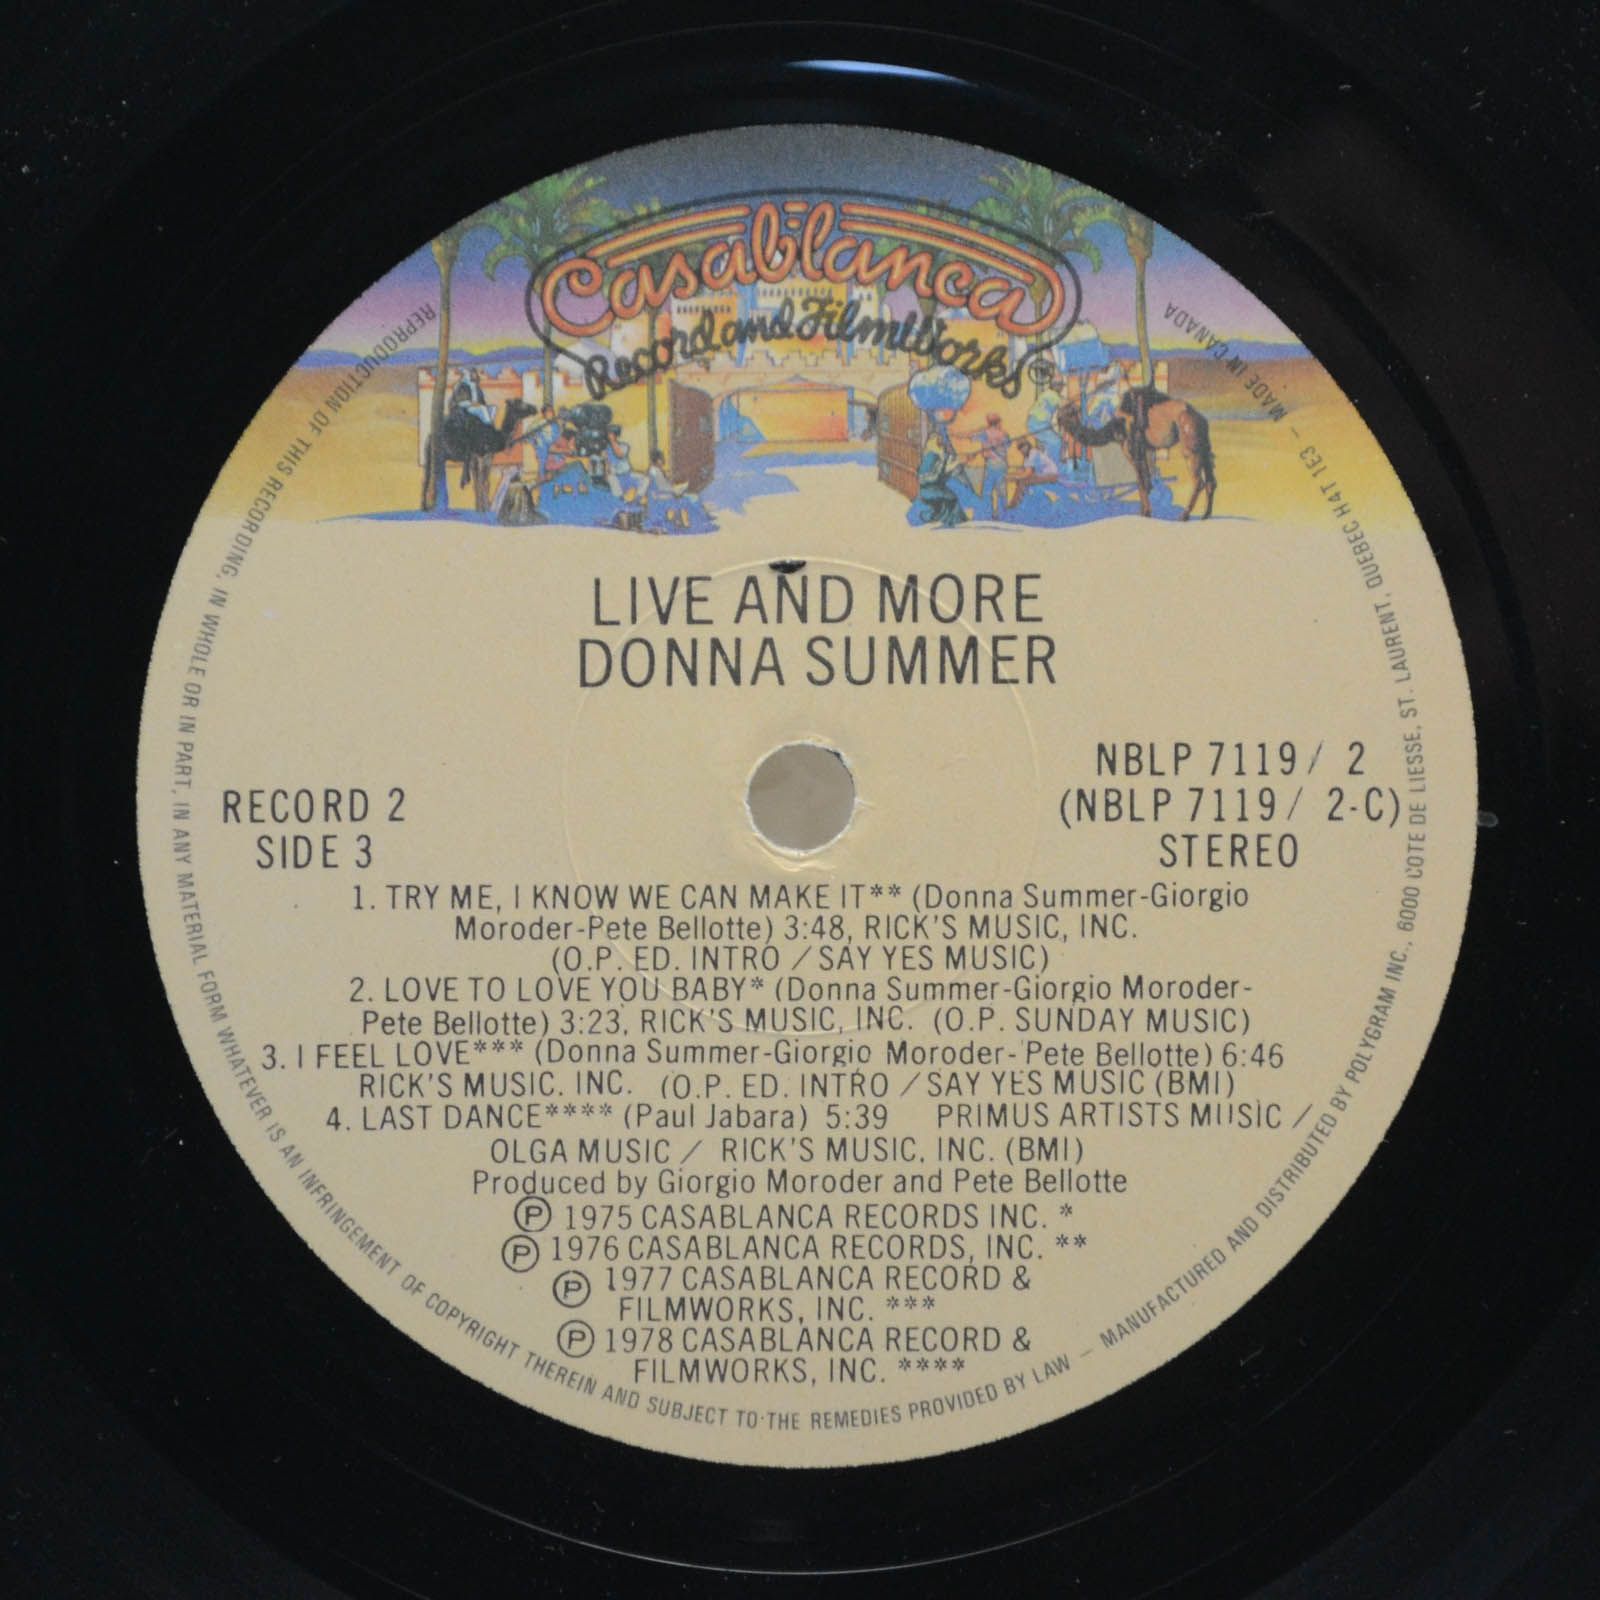 Casablanca
Record and FilmWorks
LIVE AND MORE
DONNA SUMMER
RECORD 2
SIDE 3
NBLP 7119/ 2
(NBLP 7119/ 2-C)
STEREO
1. TRY ME, I KNOW WE CAN MAKE IT** (Donna Summer-Giorgio
Moroder-Pete Bellotte) 3:48, RICK'S MUSIC, INC.
(O.P. ED. INTRO / SAY YES MUSIC)
2. LOVE TO LOVE YOU BABY* (Donna Summer-Giorgio Moroder-
Pete Bellotte) 3:23, RICK'S MUSIC, INC. (O.P. SUNDAY MUSIC)
3. I FEEL LOVE*** (Donna Summer-Giorgio Moroder- Pete Bellotte) 6:46
RICK'S MUSIC. INC. (O.P. ED. INTRO / SAY YES MUSIC (BMI)
4. LAST DANCE**** (Paul Jabara) 5:39 PRIMUS ARTISTS MUSIC /
OLGA MUSIC / RICK'S MUSIC. INC. (BMI)
Produced by Giorgio Moroder and Pete Bellotte
℗ 1975 CASABLANCA RECORDS INC. *
℗ 1976 CASABLANCA RECORDS, INC. **
℗ 1977 CASABLANCA RECORD &
FILMWORKS, INC. ***
℗ 1978 CASABLANCA RECORD &
FILMWORKS, INC. ****
REPRODUCTION OF THIS RECORDING, IN WHOLE OR IN PART, IN ANY MATERIAL FORM WHATEVER IS AN INFRINGEMENT OF COPYRIGHT THEREIN AND SUBJECT TO THE REMEDIES PROVIDED BY LAW – MANUFACTURED AND DISTRIBUTED BY POLYGRAM INC., 6000 COTE DE LIESSE, ST. LAURENT, QUEBEC H4T 1E3 – MADE IN CANADA